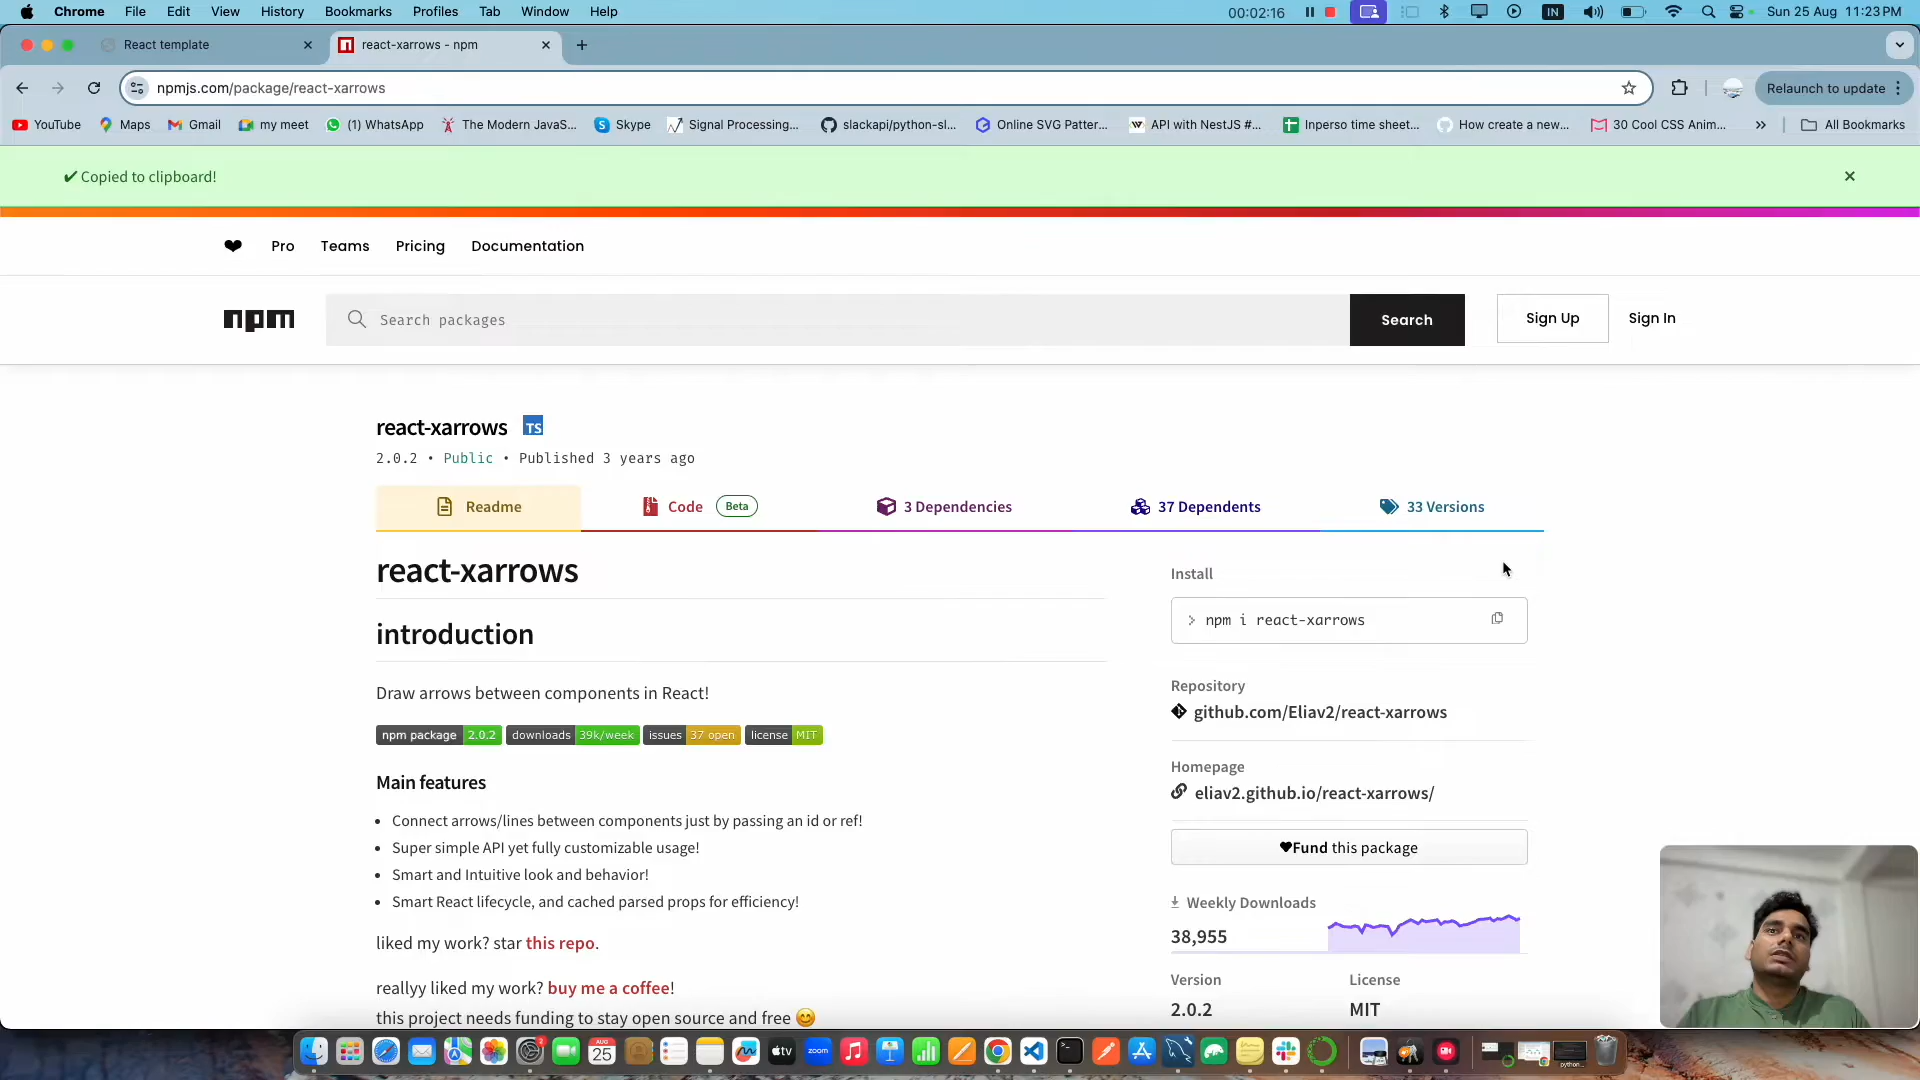 Chrome File Edit View History Bookmarks Profiles Tab Window Help 00:02:16 IN Sun 25 Aug 11:23 PM
React template react-xarrows - npm
npmjs.com/package/react-xarrows Relaunch to update
YouTube Maps Gmail my meet (1) WhatsApp The Modern JavaS... Skype Signal Processing... slackapi/python-sl... Online SVG Patter... API with NestJS #... Inperso time sheet... How create a new... 30 Cool CSS Anim... » All Bookmarks
✔ Copied to clipboard! ×
❤ Pro Teams Pricing Documentation
npm Search packages Search Sign Up Sign In
react-xarrows TS
2.0.2 • Public • Published 3 years ago
Readme Code Beta 3 Dependencies 37 Dependents 33 Versions
react-xarrows
introduction
Draw arrows between components in React!
npm package 2.0.2 downloads 39k/week issues 37 open license MIT
Main features
• Connect arrows/lines between components just by passing an id or ref!
• Super simple API yet fully customizable usage!
• Smart and Intuitive look and behavior!
• Smart React lifecycle, and cached parsed props for efficiency!
liked my work? star this repo.
reallyy liked my work? buy me a coffee!
this project needs funding to stay open source and free 😊
Install
> npm i react-xarrows
Repository
github.com/Eliav2/react-xarrows
Homepage
eliav2.github.io/react-xarrows/
❤Fund this package
Weekly Downloads
38,955
Version License
2.0.2 MIT
AUG
25
tv
zoom